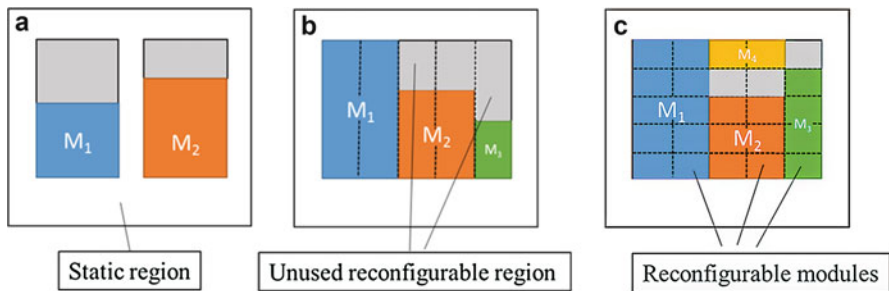 a
b
c
M₁
M₂
M₁
M₂
M₃
M₄
M₁
M₂
M₃
Static region
Unused reconfigurable region
Reconfigurable modules